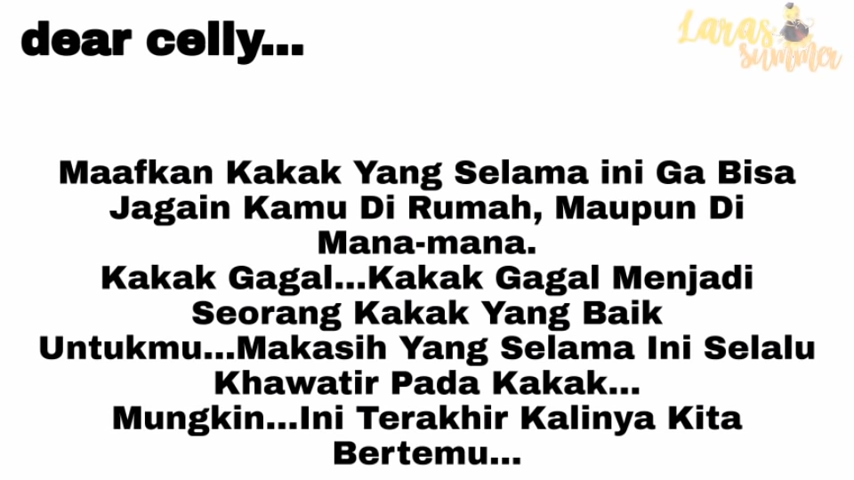 dear celly...
Laras
summer
Maafkan Kakak Yang Selama ini Ga Bisa
Jagain Kamu Di Rumah, Maupun Di
Mana-mana.
Kakak Gagal...Kakak Gagal Menjadi
Seorang Kakak Yang Baik
Untukmu...Makasih Yang Selama Ini Selalu
Khawatir Pada Kakak...
Mungkin...Ini Terakhir Kalinya Kita
Bertemu...